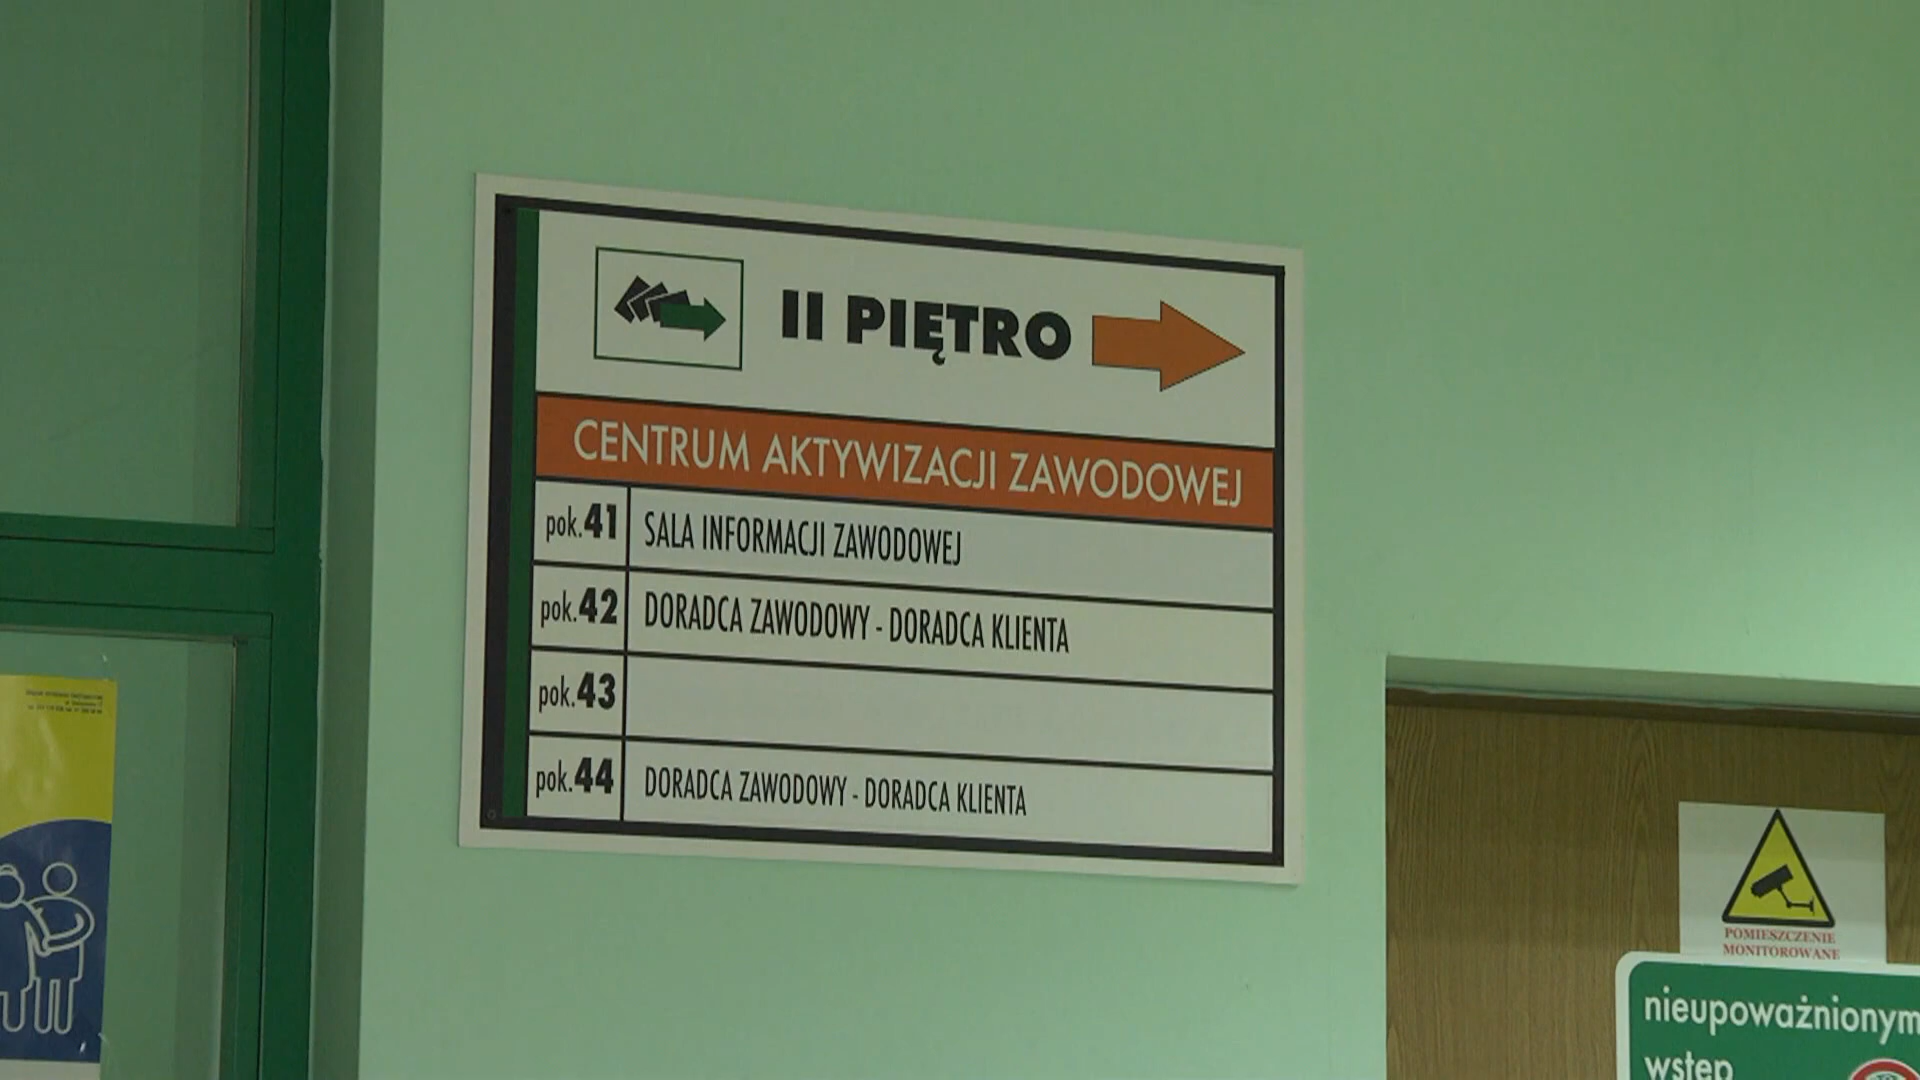 II PIĘTRO
CENTRUM AKTYWIZACJI ZAWODOWEJ
pok.41 SALA INFORMACJI ZAWODOWEJ
pok.42 DORADCA ZAWODOWY - DORADCA KLIENTA
pok.43
pok.44 DORADCA ZAWODOWY - DORADCA KLIENTA
POMIESZCZENIE
MONITOROWANE
nieupoważnionym
wstęp